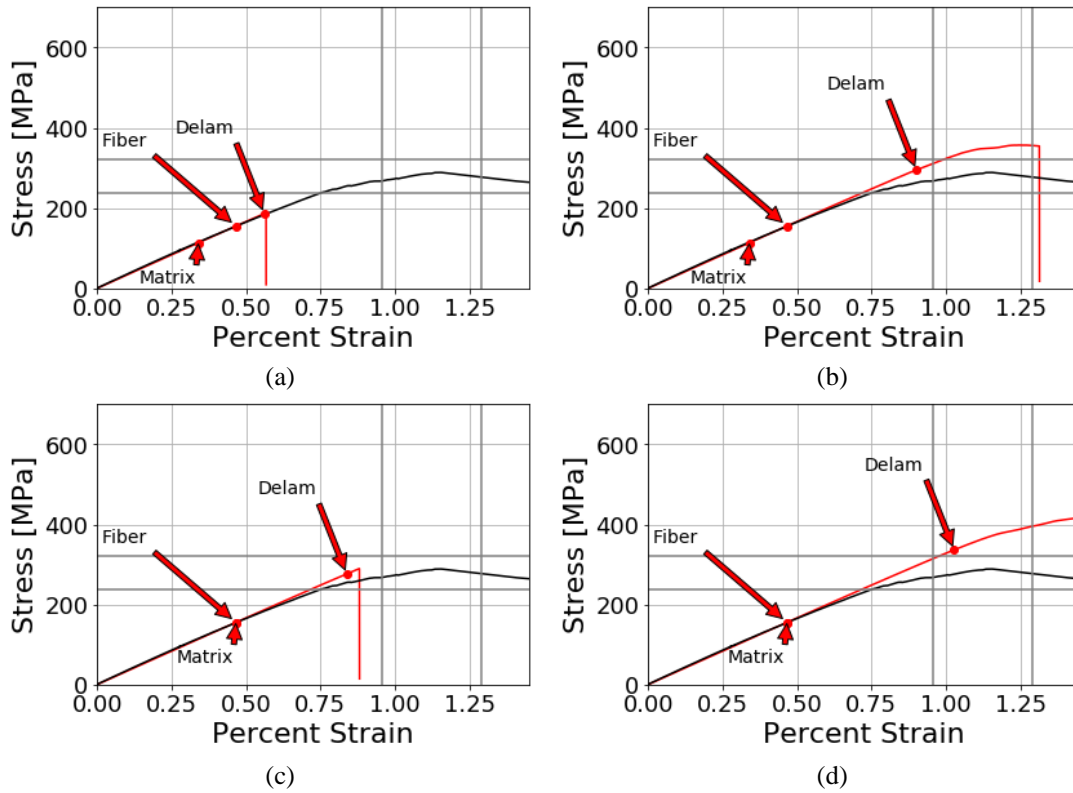 600
400
200
0
Stress [MPa]
Fiber
Delam
Matrix
0.00 0.25 0.50 0.75 1.00 1.25
Percent Strain
(a)
600
400
200
0
Stress [MPa]
Fiber
Delam
Matrix
0.00 0.25 0.50 0.75 1.00 1.25
Percent Strain
(b)
600
400
200
0
Stress [MPa]
Fiber
Delam
Matrix
0.00 0.25 0.50 0.75 1.00 1.25
Percent Strain
(c)
600
400
200
0
Stress [MPa]
Fiber
Delam
Matrix
0.00 0.25 0.50 0.75 1.00 1.25
Percent Strain
(d)